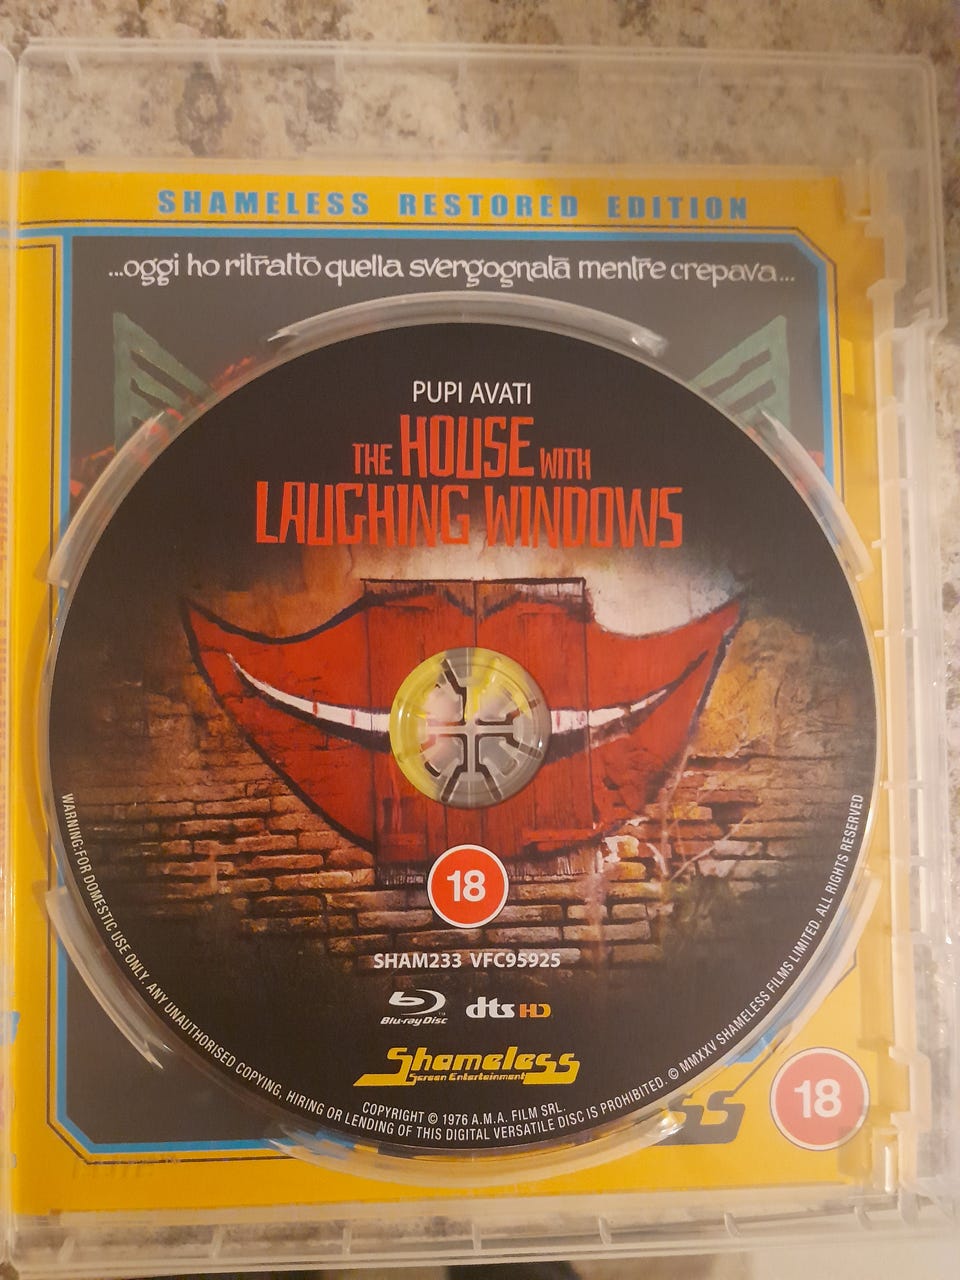 SHAMELESS RESTORED EDITION
...oggi ho ritratto quella svergognata mentre crepava...
PUPI AVATI
THE HOUSE WITH
LAUGHING WINDOWS
18
SHAM233 VFC95925
Blu-ray Disc™
dts HD
Shameless
Screen Entertainment
COPYRIGHT © 1976 A.M.A. FILM SRL.
WARNING:FOR DOMESTIC USE ONLY. ANY UNAUTHORISED COPYING, HIRING OR LENDING OF THIS DIGITAL VERSATILE DISC IS PROHIBITED. © MMXXV SHAMELESS FILMS LIMITED. ALL RIGHTS RESERVED
ss
18